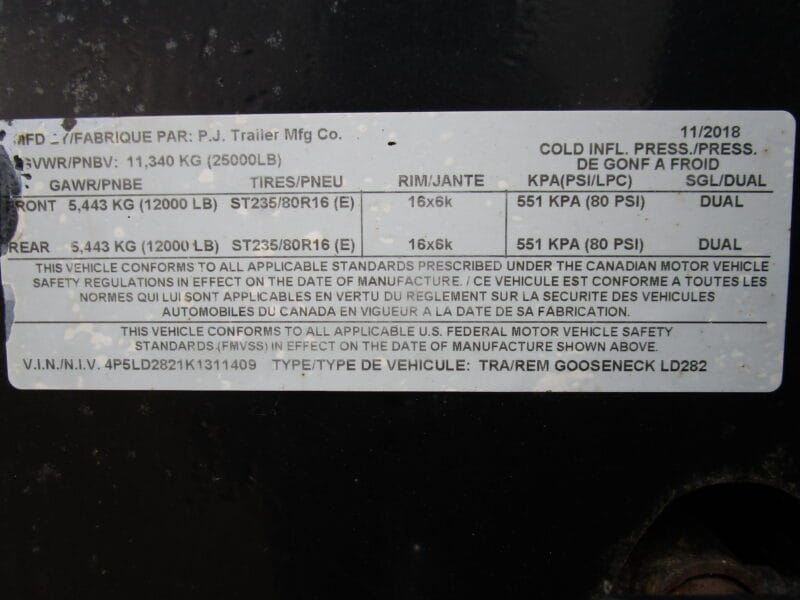 MFD BY/FABRIQUE PAR: P.J. Trailer Mfg Co. 11/2018
GVWR/PNBV: 11,340 KG (25000LB) COLD INFL. PRESS./PRESS.
DE GONF A FROID
GAWR/PNBE TIRES/PNEU RIM/JANTE KPA(PSI/LPC) SGL/DUAL
FRONT 5,443 KG (12000 LB) ST235/80R16 (E) 16x6k 551 KPA (80 PSI) DUAL
REAR 5,443 KG (12000 LB) ST235/80R16 (E) 16x6k 551 KPA (80 PSI) DUAL
THIS VEHICLE CONFORMS TO ALL APPLICABLE STANDARDS PRESCRIBED UNDER THE CANADIAN MOTOR VEHICLE
SAFETY REGULATIONS IN EFFECT ON THE DATE OF MANUFACTURE. / CE VEHICULE EST CONFORME A TOUTES LES
NORMES QUI LUI SONT APPLICABLES EN VERTU DU REGLEMENT SUR LA SECURITE DES VEHICULES
AUTOMOBILES DU CANADA EN VIGUEUR A LA DATE DE SA FABRICATION.
THIS VEHICLE CONFORMS TO ALL APPLICABLE U.S. FEDERAL MOTOR VEHICLE SAFETY
STANDARDS (FMVSS) IN EFFECT ON THE DATE OF MANUFACTURE SHOWN ABOVE.
V.I.N./N.I.V. 4P5LD2821K1311409 TYPE/TYPE DE VEHICULE: TRA/REM GOOSENECK LD282